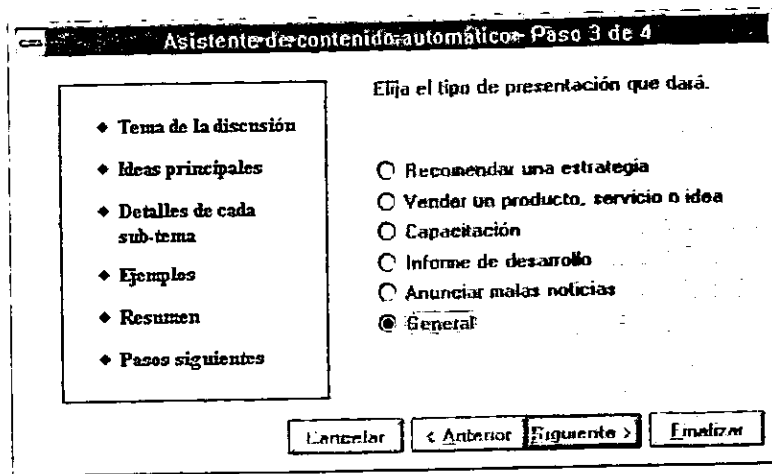 Asistente de contenido automático - Paso 3 de 4
Elija el tipo de presentación que dará.
◆ Tema de la discusión
◆ Ideas principales
◆ Detalles de cada
sub-tema
◆ Ejemplos
◆ Resumen
◆ Pasos siguientes
Recomendar una estrategia
Vender un producto, servicio o idea
Capacitación
Informe de desarrollo
Anunciar malas noticias
General
Cancelar
< Anterior
Siguiente >
Finalizar